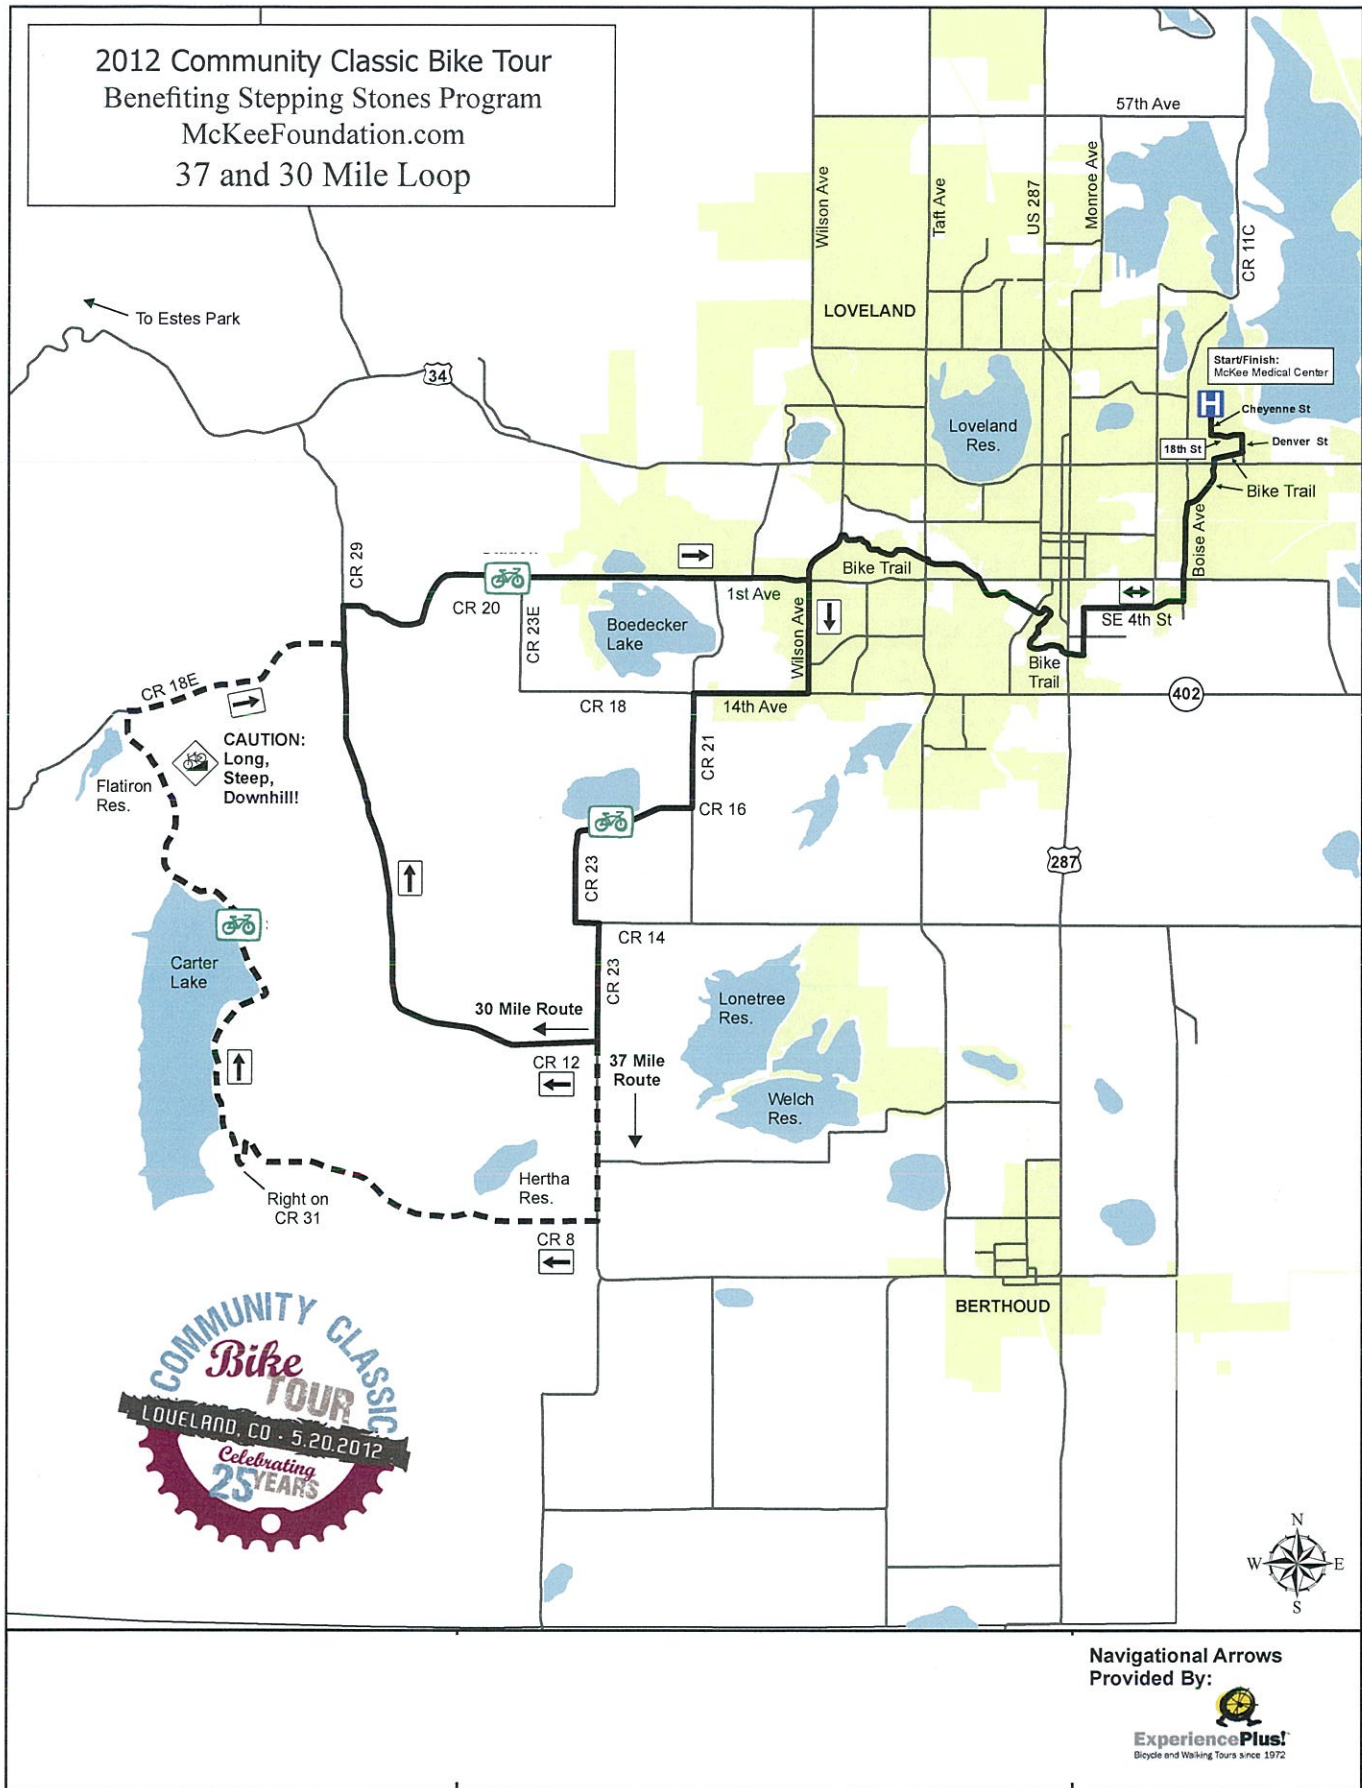 2012 Community Classic Bike Tour
Benefiting Stepping Stones Program
McKeeFoundation.com
37 and 30 Mile Loop
57th Ave
Wilson Ave
Taft Ave
US 287
Monroe Ave
CR 11C
To Estes Park
LOVELAND
34
Start/Finish:
McKee Medical Center
H
Cheyenne St
Loveland
Res.
18th St
Denver St
Bike Trail
Boise Ave
CR 29
Bike Trail
CR 20
1st Ave
CR 23E
Boedecker
Lake
Wilson Ave
SE 4th St
Bike
Trail
CR 18E
CR 18
14th Ave
402
CAUTION:
Long,
Steep,
Downhill!
Flatiron
Res.
CR 21
CR 16
CR 23
287
CR 14
Carter
Lake
CR 23
Lonetree
Res.
30 Mile Route
CR 12
37 Mile
Route
Welch
Res.
Hertha
Res.
Right on
CR 31
CR 8
BERTHOUD
COMMUNITY CLASSIC
Bike
TOUR
LOVELAND, CO - 5.20.2012
Celebrating
25 YEARS
N
W E
S
Navigational Arrows
Provided By:
ExperiencePlus!
Bicycle and Walking Tours since 1972